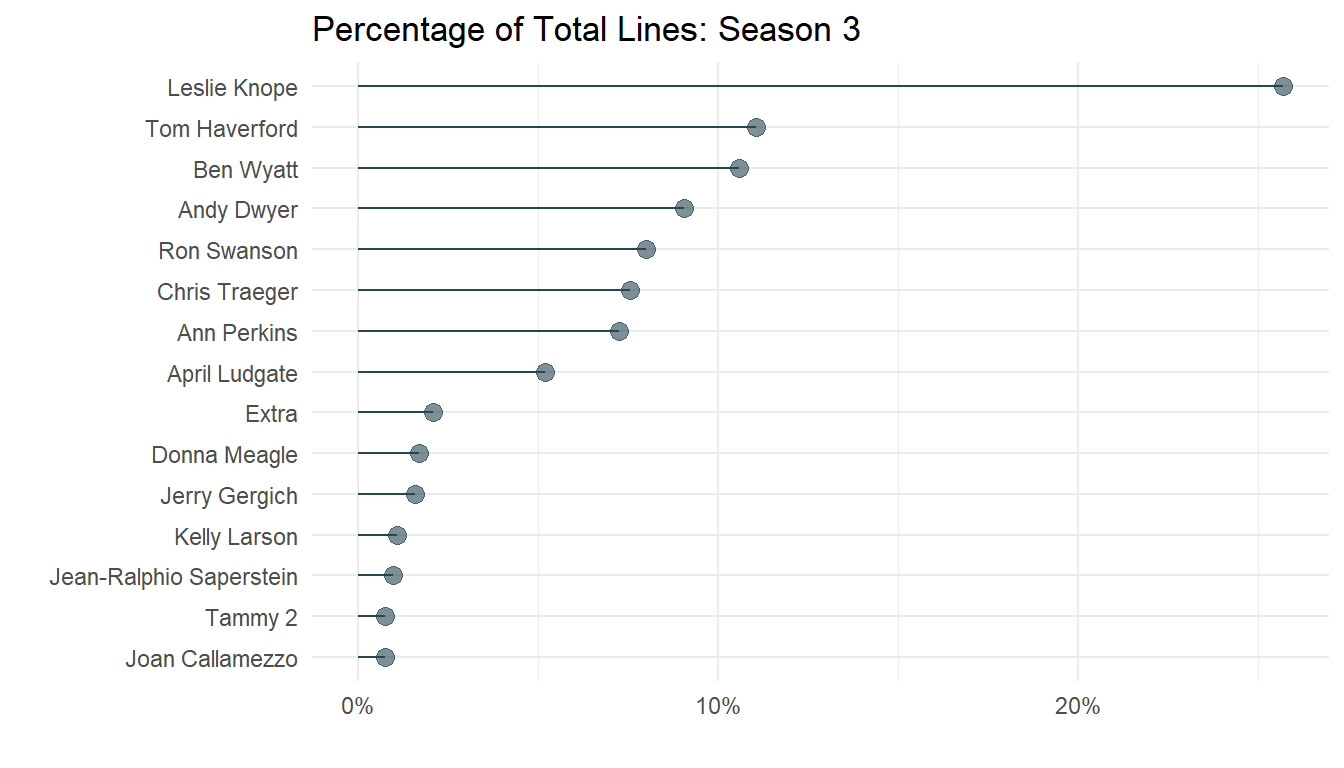 Percentage of Total Lines: Season 3
Leslie Knope
Tom Haverford
Ben Wyatt
Andy Dwyer
Ron Swanson
Chris Traeger
Ann Perkins
April Ludgate
Extra
Donna Meagle
Jerry Gergich
Kelly Larson
Jean-Ralphio Saperstein
Tammy 2
Joan Callamezzo
0% 10% 20%